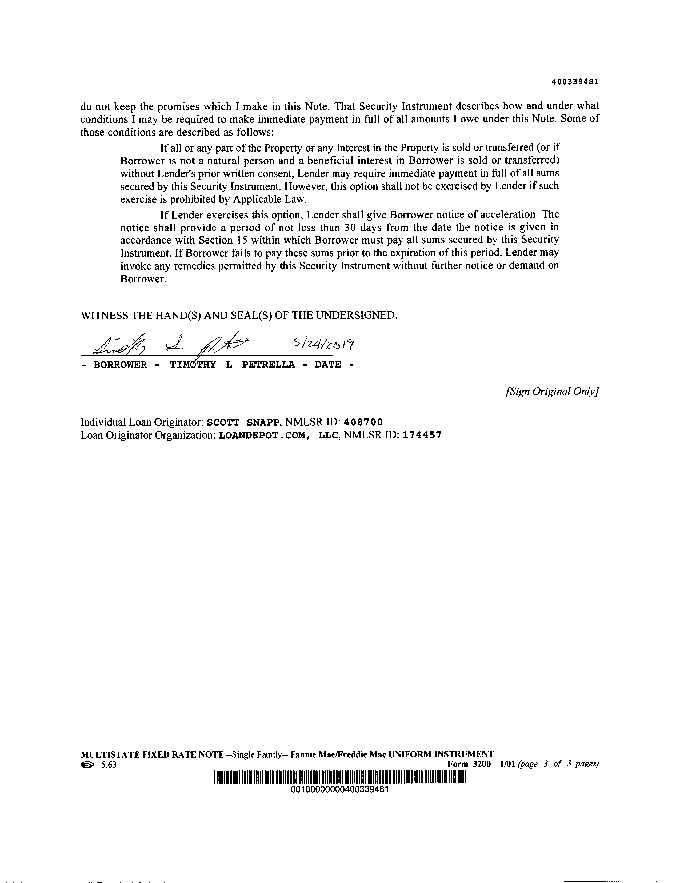 400339481
do not keep the promises which I make in this Note. That Security Instrument describes how and under what
conditions I may be required to make immediate payment in full of all amounts I owe under this Note. Some of
those conditions are described as follows:
If all or any part of the Property or any Interest in the Property is sold or transferred (or if
Borrower is not a natural person and a beneficial interest in Borrower is sold or transferred)
without Lender's prior written consent, Lender may require immediate payment in full of all sums
secured by this Security Instrument. However, this option shall not be exercised by Lender if such
exercise is prohibited by Applicable Law.
If Lender exercises this option, Lender shall give Borrower notice of acceleration. The
notice shall provide a period of not less than 30 days from the date the notice is given in
accordance with Section 15 within which Borrower must pay all sums secured by this Security
Instrument. If Borrower fails to pay these sums prior to the expiration of this period, Lender may
invoke any remedies permitted by this Security Instrument without further notice or demand on
Borrower.
WITNESS THE HAND(S) AND SEAL(S) OF THE UNDERSIGNED.
5/24/2019
- BORROWER - TIMOTHY L PETRELLA - DATE -
[Sign Original Only]
Individual Loan Originator: SCOTT SNAPP, NMLSR ID: 408700
Loan Originator Organization: LOANDEPOT.COM, LLC, NMLSR ID: 174457
MULTISTATE FIXED RATE NOTE--Single Family--Fannie Mae/Freddie Mac UNIFORM INSTRUMENT
5.63 Form 3200 1/01 (page 3 of 3 pages)
00100000000400339481